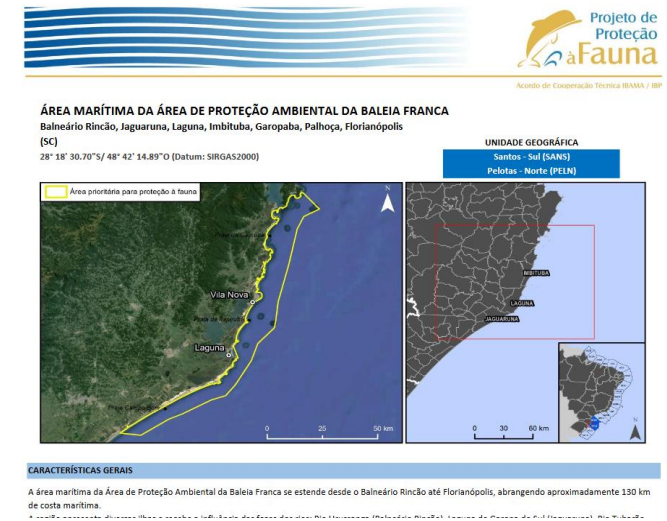 Projeto de
Proteção
àFauna
Acordo de Cooperação Técnica IBAMA / IBP
ÁREA MARÍTIMA DA ÁREA DE PROTEÇÃO AMBIENTAL DA BALEIA FRANCA
Balneário Rincão, Jaguaruna, Laguna, Imbituba, Garopaba, Palhoça, Florianópolis
(SC)
28° 18' 30.70"S/ 48° 42' 14.89"O (Datum: SIRGAS2000)
UNIDADE GEOGRÁFICA
Santos - Sul (SANS)
Pelotas - Norte (PELN)
Área prioritária para proteção à fauna
N
Vila Nova
Laguna
0 25 50 km
IMBITUBA
LAGUNA
JAGUARUNA
0 30 60 km
N
CARACTERÍSTICAS GERAIS
A área marítima da Área de Proteção Ambiental da Baleia Franca se estende desde o Balneário Rincão até Florianópolis, abrangendo aproximadamente 130 km
de costa marítima.